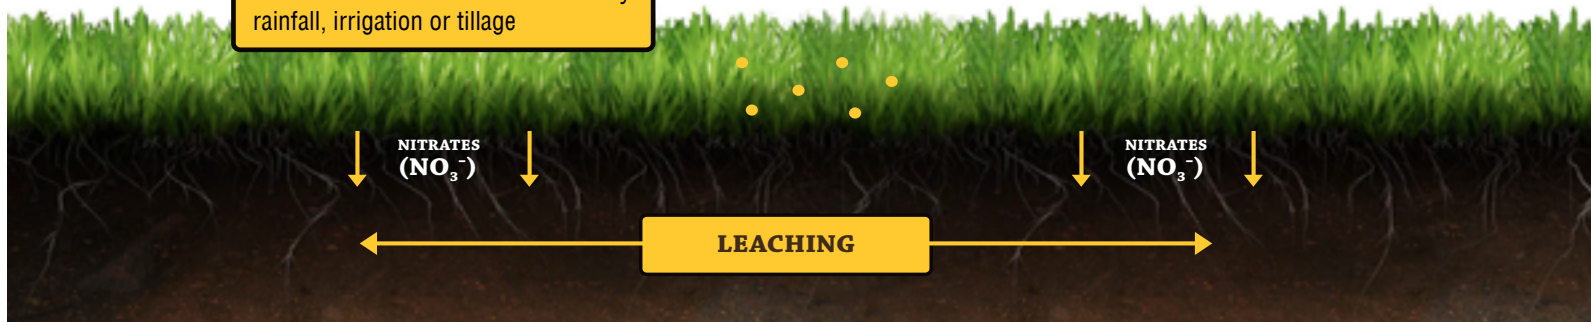 rainfall, irrigation or tillage
NITRATES
(NO₃⁻)
NITRATES
(NO₃⁻)
LEACHING